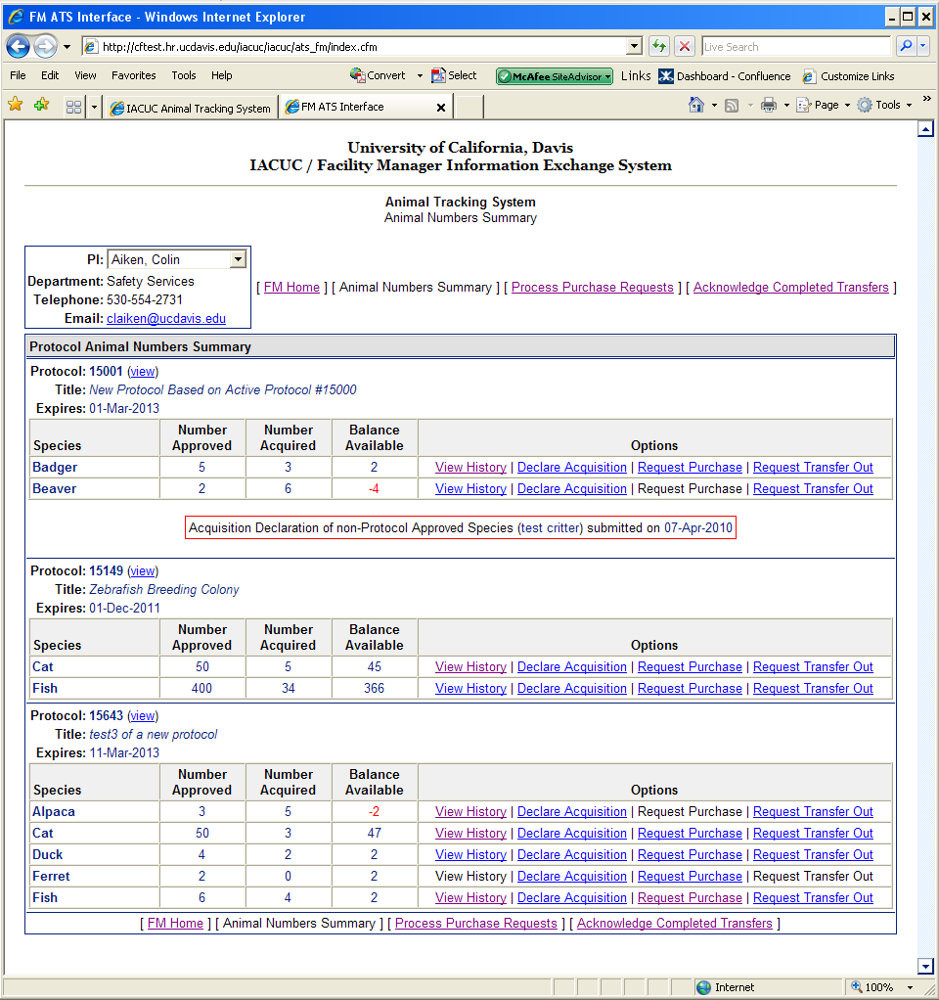 FM ATS Interface - Windows Internet Explorer
http://cftest.hr.ucdavis.edu/iacuc/iacuc/ats_fm/index.cfm
Live Search
File Edit View Favorites Tools Help
Convert Select
McAfee SiteAdvisor
Links Dashboard - Confluence Customize Links
IACUC Animal Tracking System FM ATS Interface
Page Tools
University of California, Davis
IACUC / Facility Manager Information Exchange System
Animal Tracking System
Animal Numbers Summary
PI: Aiken, Colin
Department: Safety Services
Telephone: 530-554-2731
Email: claiken@ucdavis.edu
[ FM Home ] [ Animal Numbers Summary ] [ Process Purchase Requests ] [ Acknowledge Completed Transfers ]
Protocol Animal Numbers Summary
Protocol: 15001 (view)
Title: New Protocol Based on Active Protocol #15000
Expires: 01-Mar-2013
Species Number Approved Number Acquired Balance Available Options
Badger 5 3 2 View History | Declare Acquisition | Request Purchase | Request Transfer Out
Beaver 2 6 -4 View History | Declare Acquisition | Request Purchase | Request Transfer Out
Acquisition Declaration of non-Protocol Approved Species (test critter) submitted on 07-Apr-2010
Protocol: 15149 (view)
Title: Zebrafish Breeding Colony
Expires: 01-Dec-2011
Species Number Approved Number Acquired Balance Available Options
Cat 50 5 45 View History | Declare Acquisition | Request Purchase | Request Transfer Out
Fish 400 34 366 View History | Declare Acquisition | Request Purchase | Request Transfer Out
Protocol: 15643 (view)
Title: test3 of a new protocol
Expires: 11-Mar-2013
Species Number Approved Number Acquired Balance Available Options
Alpaca 3 5 -2 View History | Declare Acquisition | Request Purchase | Request Transfer Out
Cat 50 3 47 View History | Declare Acquisition | Request Purchase | Request Transfer Out
Duck 4 2 2 View History | Declare Acquisition | Request Purchase | Request Transfer Out
Ferret 2 0 2 View History | Declare Acquisition | Request Purchase | Request Transfer Out
Fish 6 4 2 View History | Declare Acquisition | Request Purchase | Request Transfer Out
[ FM Home ] [ Animal Numbers Summary ] [ Process Purchase Requests ] [ Acknowledge Completed Transfers ]
Internet 100%